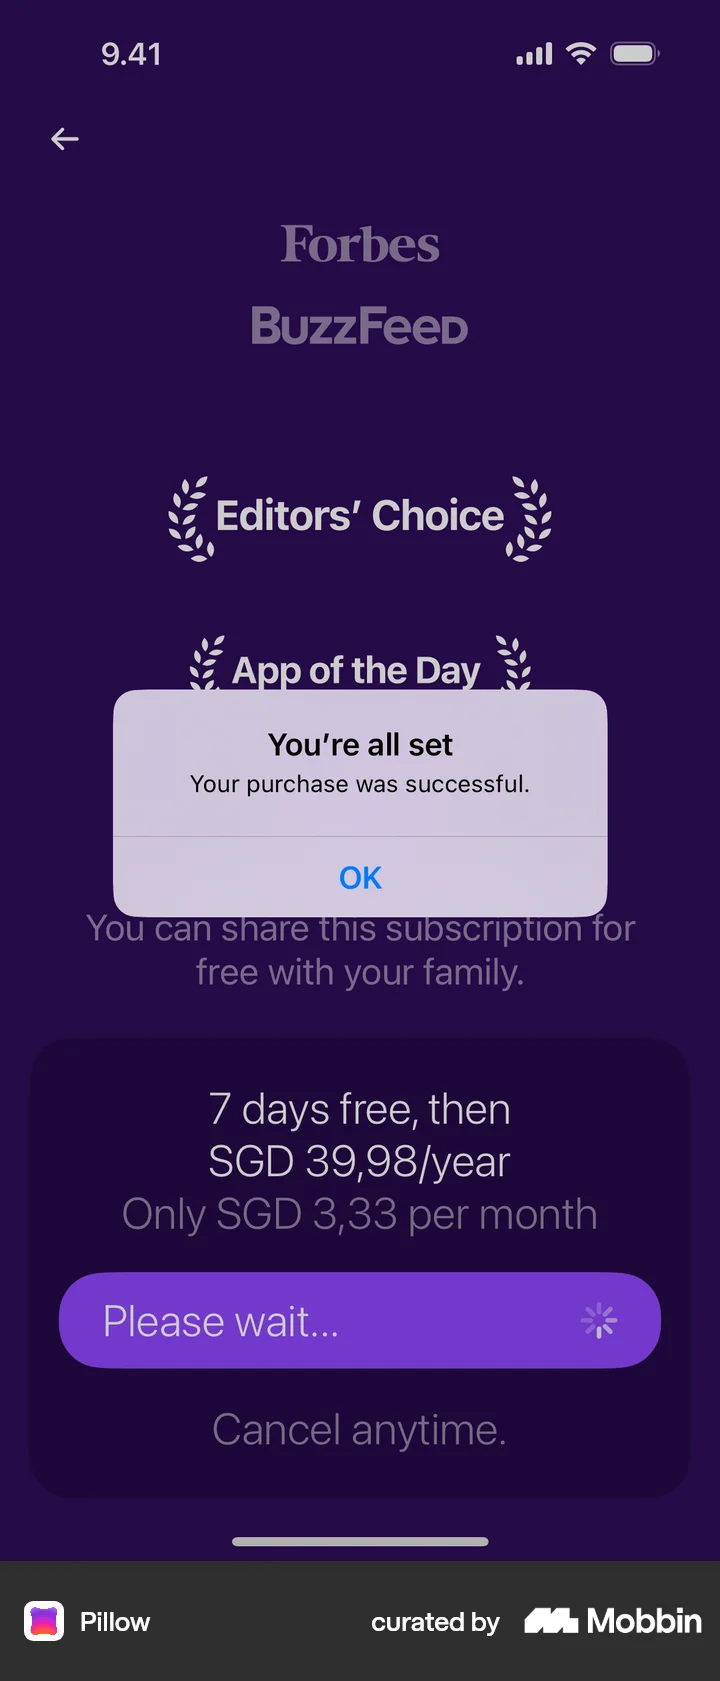 9.41
Forbes
BuzzFeed
Editors’ Choice
App of the Day
You’re all set
Your purchase was successful.
OK
You can share this subscription for
free with your family.
7 days free, then
SGD 39,98/year
Only SGD 3,33 per month
Please wait...
Cancel anytime.
Pillow
curated by Mobbin